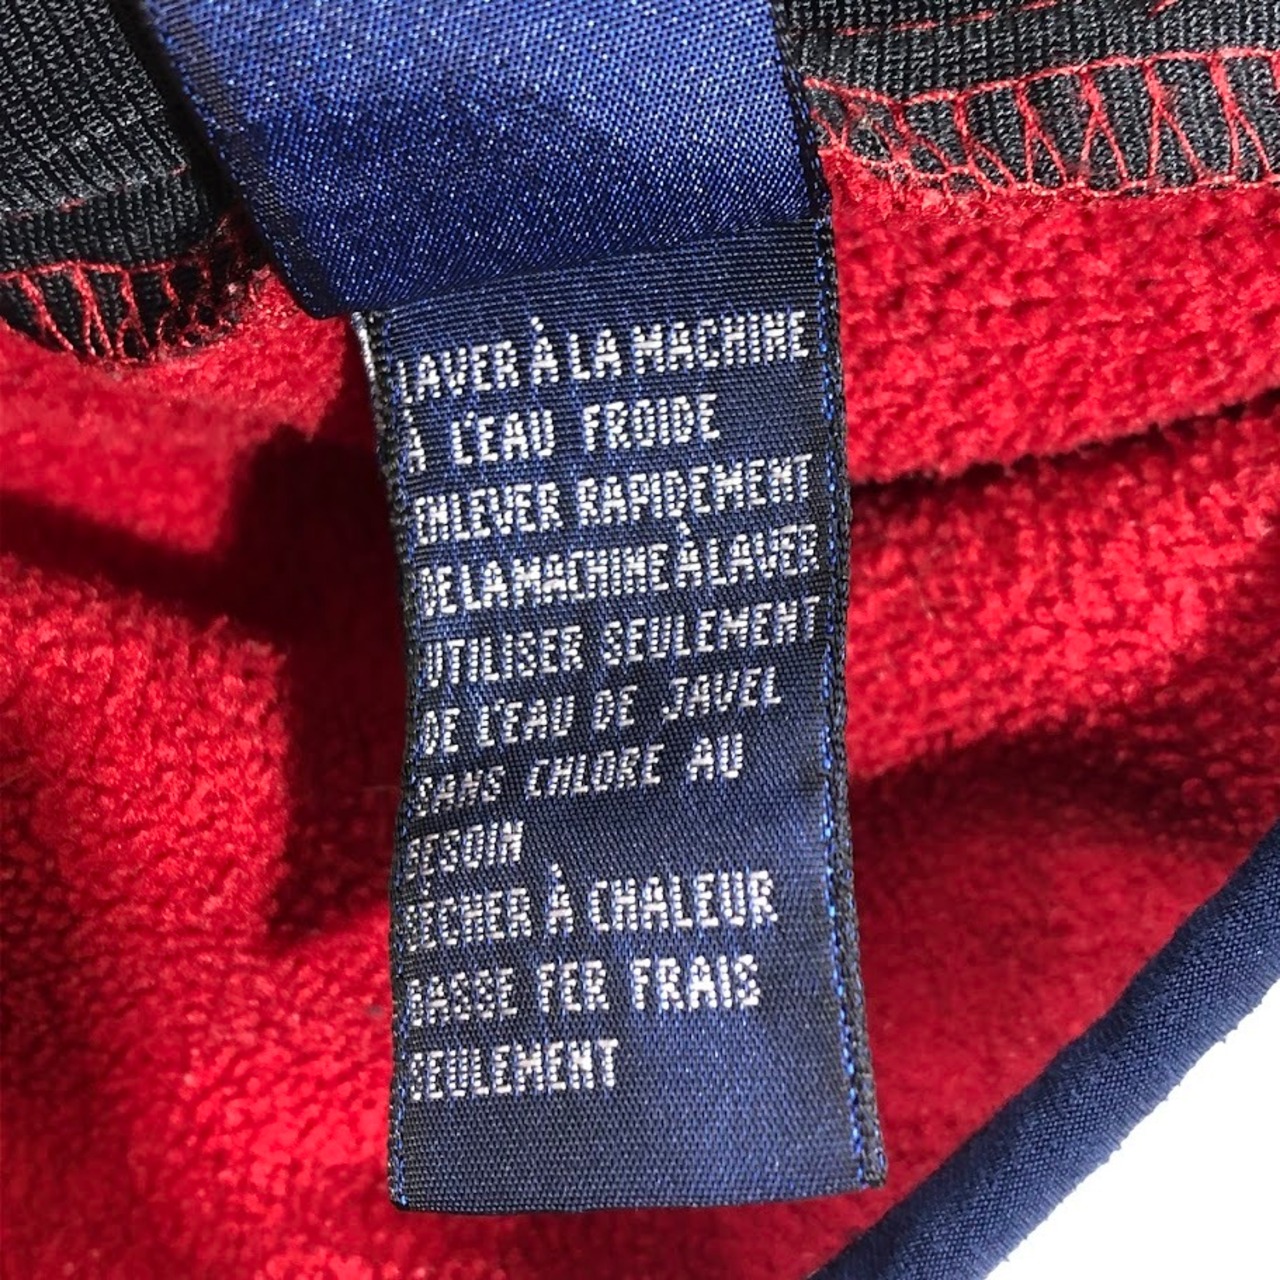 LAVER À LA MACHINE
À L'EAU FROIDE
ENLEVER RAPIDEMENT
DE LA MACHINE À LAVER
UTILISER SEULEMENT
DE L'EAU DE JAVEL
SANS CHLORE AU
BESOIN
SÉCHER À CHALEUR
BASSE FER FRAIS
SEULEMENT